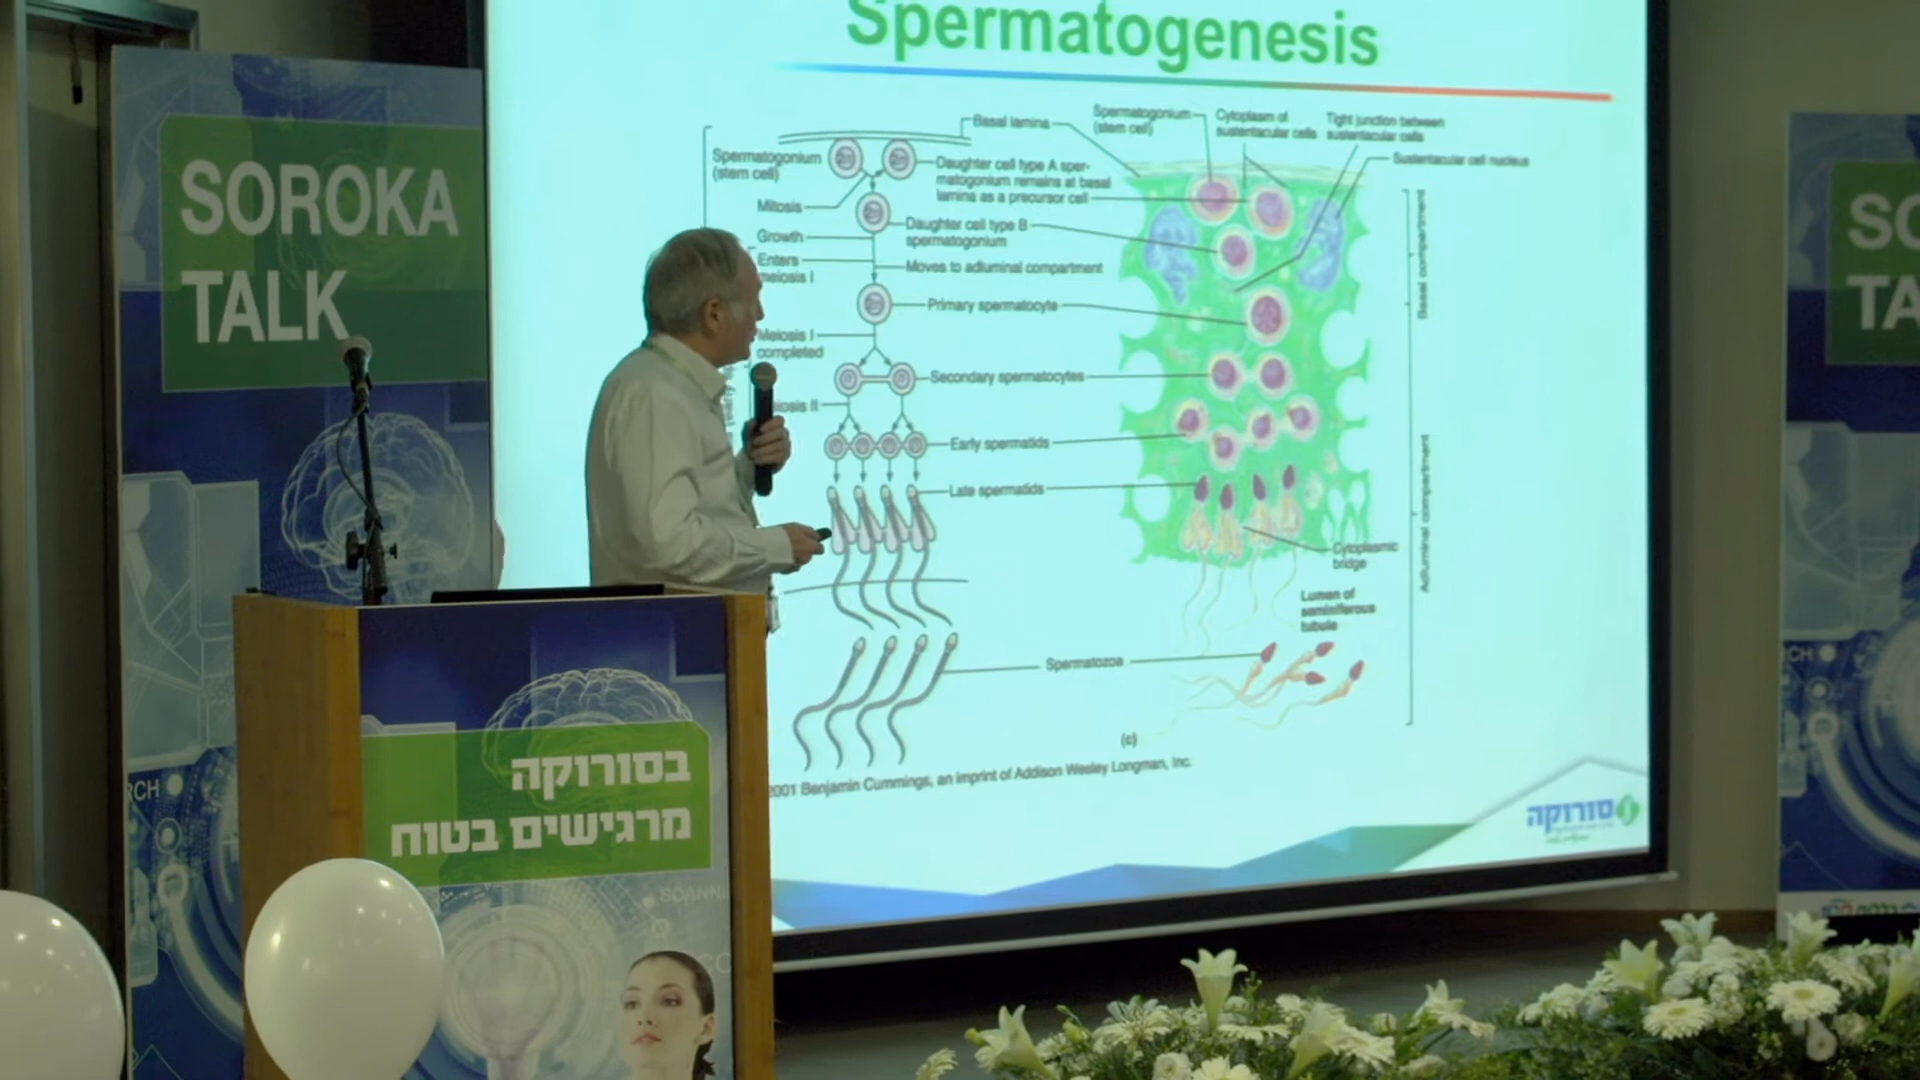 Spermatogenesis
SOROKA
TALK
Spermatogonium
(stem cell)
Mitosis
Growth
Enters
meiosis I
Meiosis I
completed
Basal lamina
Daughter cell type A sper-
matogonium remains at basal
lamina as a precursor cell
Daughter cell type B
spermatogonium
Moves to adluminal compartment
Primary spermatocyte
Secondary spermatocytes
Early spermatids
Late spermatids
Spermatozoa
Spermatogonium
(stem cell)
Cytoplasm of
sustentacular cells
Tight junction between
sustentacular cells
Sustentacular cell nucleus
Basal compartment
Adluminal compartment
Cytoplasmic
bridge
Lumen of
seminiferous
tubule
(c)
2001 Benjamin Cummings, an imprint of Addison Wesley Longman, Inc.
סורוקה
בסורוקה
מרגישים בטוח
SO
TA